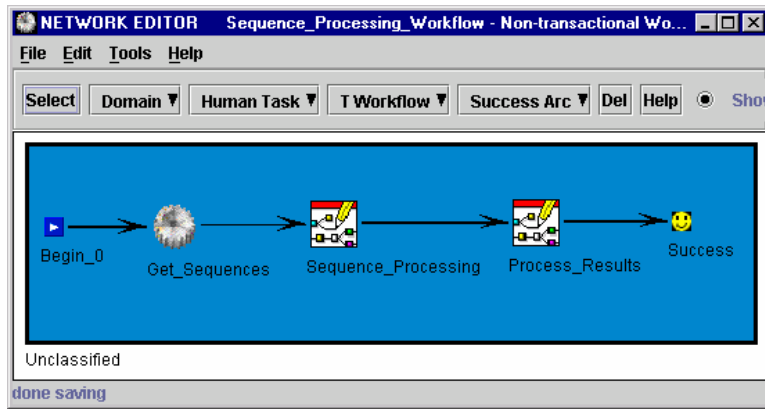 NETWORK EDITOR Sequence_Processing_Workflow - Non-transactional Wo...
File Edit Tools Help
Select Domain Human Task T Workflow Success Arc Del Help Sho
Begin_0 Get_Sequences Sequence_Processing Process_Results Success
Unclassified
done saving